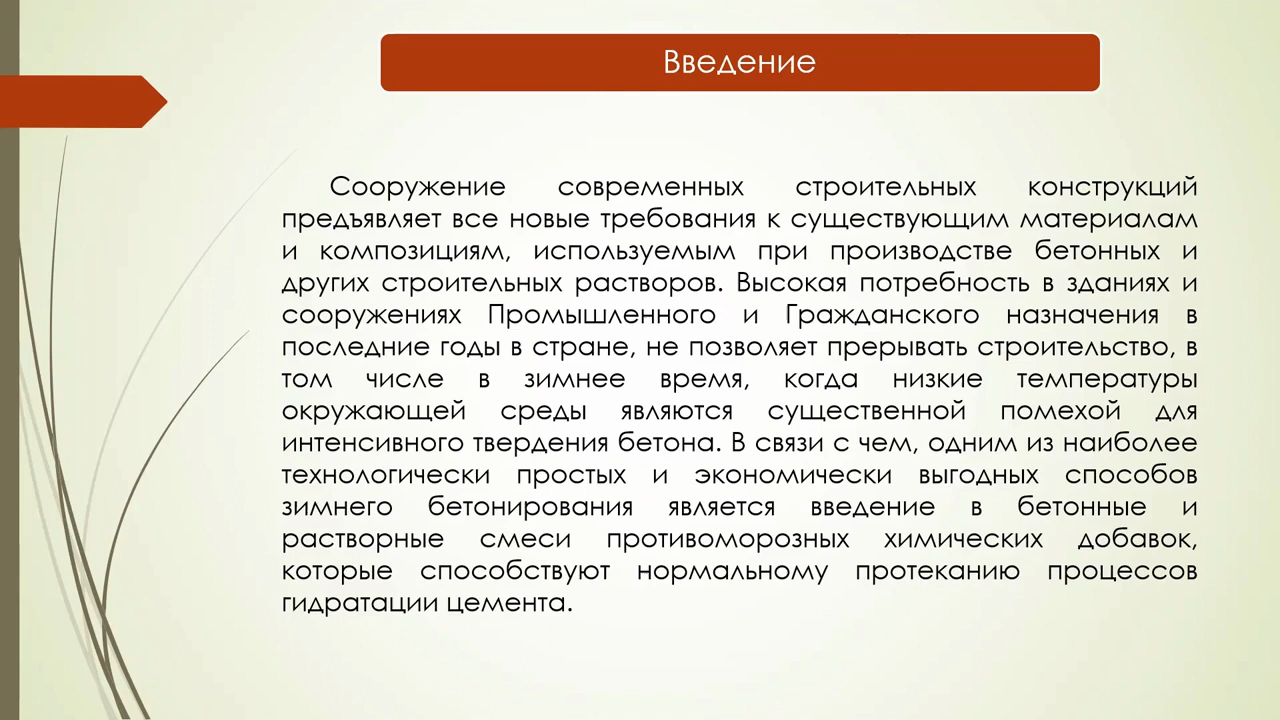 Введение
Сооружение современных строительных конструкций
предъявляет все новые требования к существующим материалам
и композициям, используемым при производстве бетонных и
других строительных растворов. Высокая потребность в зданиях и
сооружениях Промышленного и Гражданского назначения в
последние годы в стране, не позволяет прерывать строительство, в
том числе в зимнее время, когда низкие температуры
окружающей среды являются существенной помехой для
интенсивного твердения бетона. В связи с чем, одним из наиболее
технологически простых и экономически выгодных способов
зимнего бетонирования является введение в бетонные и
растворные смеси противоморозных химических добавок,
которые способствуют нормальному протеканию процессов
гидратации цемента.